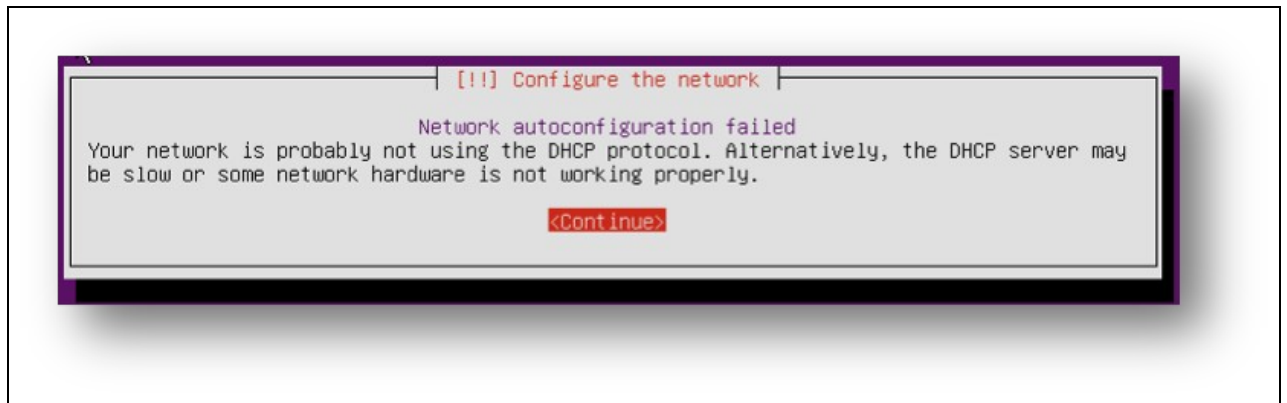 [!!] Configure the network
Network autoconfiguration failed
Your network is probably not using the DHCP protocol. Alternatively, the DHCP server may
be slow or some network hardware is not working properly.
<Continue>